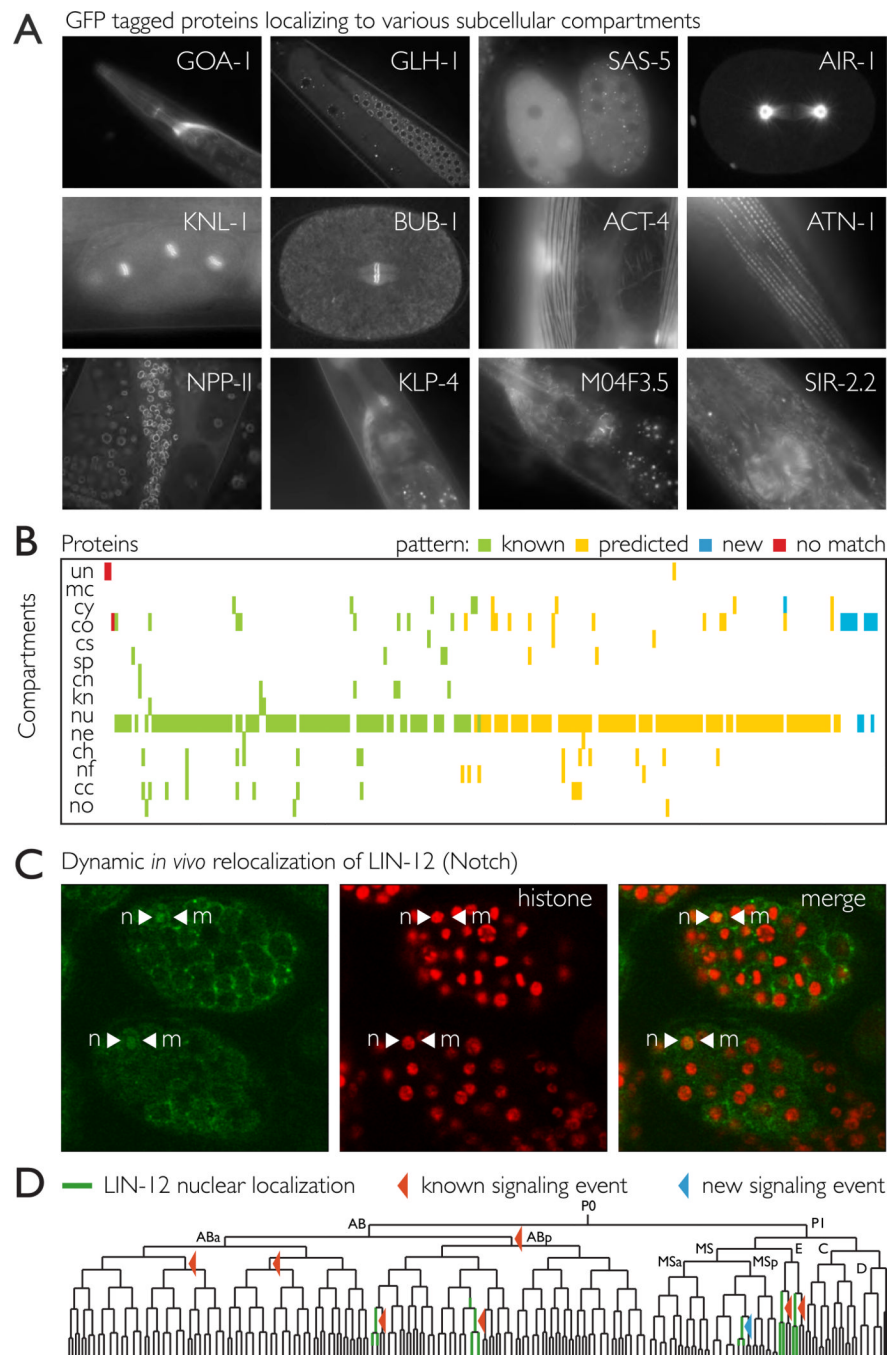 A GFP tagged proteins localizing to various subcellular compartments
GOA-1 GLH-1 SAS-5 AIR-1
KNL-1 BUB-1 ACT-4 ATN-1
NPP-11 KLP-4 M04F3.5 SIR-2.2
B Proteins pattern: known predicted new no match
Compartments
un
mc
cy
co
cs
sp
cn
kn
nu
ne
ch
nf
cc
no
C Dynamic in vivo relocalization of LIN-12 (Notch)
histone merge
n m n m n m
n m n m n m
D LIN-12 nuclear localization known signaling event new signaling event
P0
AB P1
ABa ABp MS E C
MSa MSp D